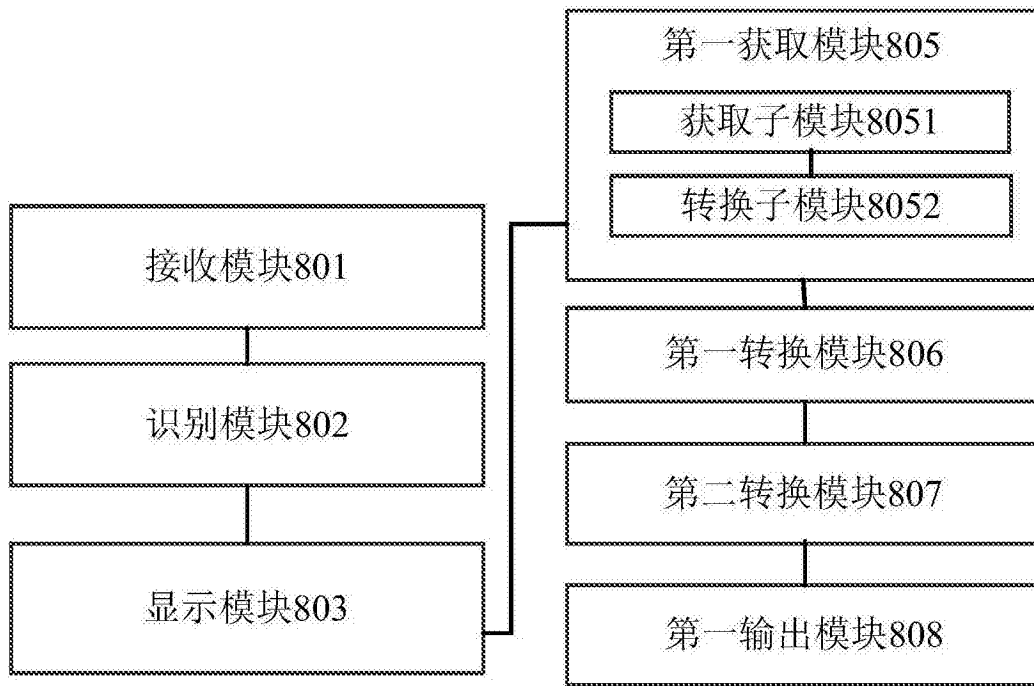 接收模块801
识别模块802
显示模块803
第一获取模块805
获取子模块8051
转换子模块8052
第一转换模块806
第二转换模块807
第一输出模块808